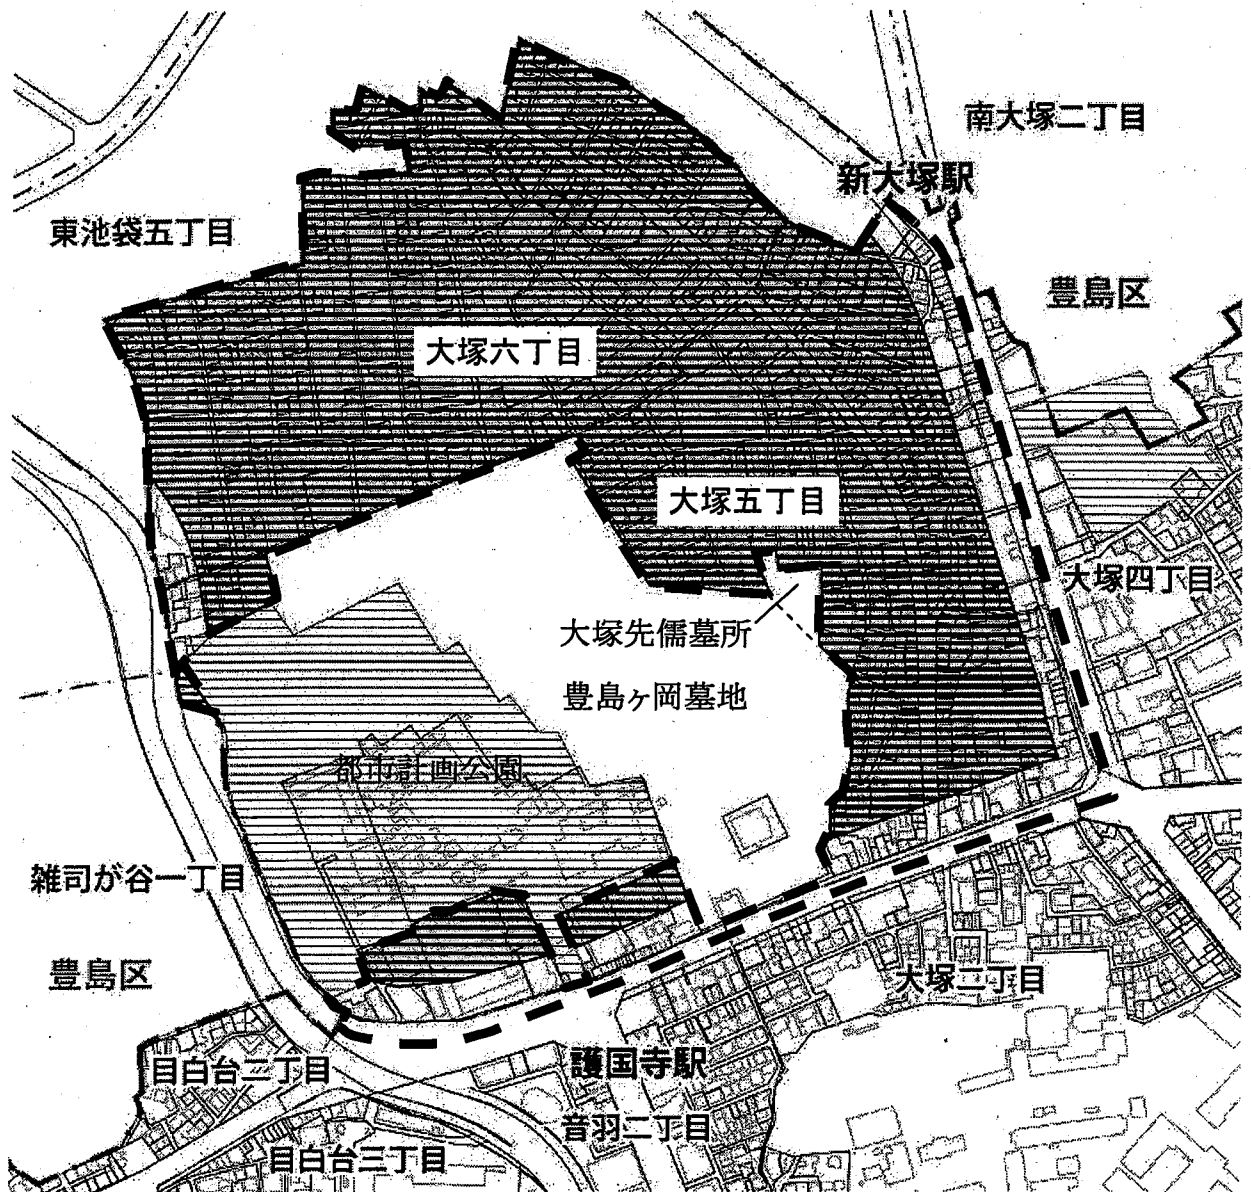 南大塚二丁目
新大塚駅
東池袋五丁目
豊島区
大塚六丁目
大塚五丁目
大塚四丁目
大塚先儒墓所
豊島ヶ岡墓地
都市計画公園
雑司が谷一丁目
豊島区
大塚二丁目
護国寺駅
目白台二丁目
音羽二丁目
目白台三丁目